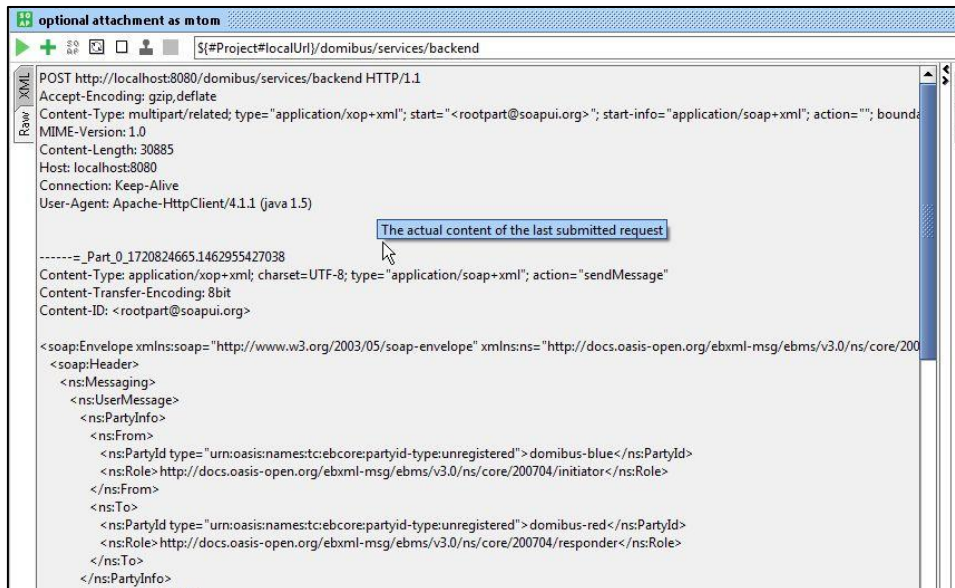 SO
AP
optional attachment as mtom
SO
AP
${#Project#localUrl}/domibus/services/backend
XML
Raw
POST http://localhost:8080/domibus/services/backend HTTP/1.1
Accept-Encoding: gzip,deflate
Content-Type: multipart/related; type="application/xop+xml"; start="<rootpart@soapui.org>"; start-info="application/soap+xml"; action=""; bounda
MIME-Version: 1.0
Content-Length: 30885
Host: localhost:8080
Connection: Keep-Alive
User-Agent: Apache-HttpClient/4.1.1 (java 1.5)
The actual content of the last submitted request
------=_Part_0_1720824665.1462955427038
Content-Type: application/xop+xml; charset=UTF-8; type="application/soap+xml"; action="sendMessage"
Content-Transfer-Encoding: 8bit
Content-ID: <rootpart@soapui.org>
<soap:Envelope xmlns:soap="http://www.w3.org/2003/05/soap-envelope" xmlns:ns="http://docs.oasis-open.org/ebxml-msg/ebms/v3.0/ns/core/200
<soap:Header>
<ns:Messaging>
<ns:UserMessage>
<ns:PartyInfo>
<ns:From>
<ns:PartyId type="urn:oasis:names:tc:ebcore:partyid-type:unregistered">domibus-blue</ns:PartyId>
<ns:Role>http://docs.oasis-open.org/ebxml-msg/ebms/v3.0/ns/core/200704/initiator</ns:Role>
</ns:From>
<ns:To>
<ns:PartyId type="urn:oasis:names:tc:ebcore:partyid-type:unregistered">domibus-red</ns:PartyId>
<ns:Role>http://docs.oasis-open.org/ebxml-msg/ebms/v3.0/ns/core/200704/responder</ns:Role>
</ns:To>
</ns:PartyInfo>